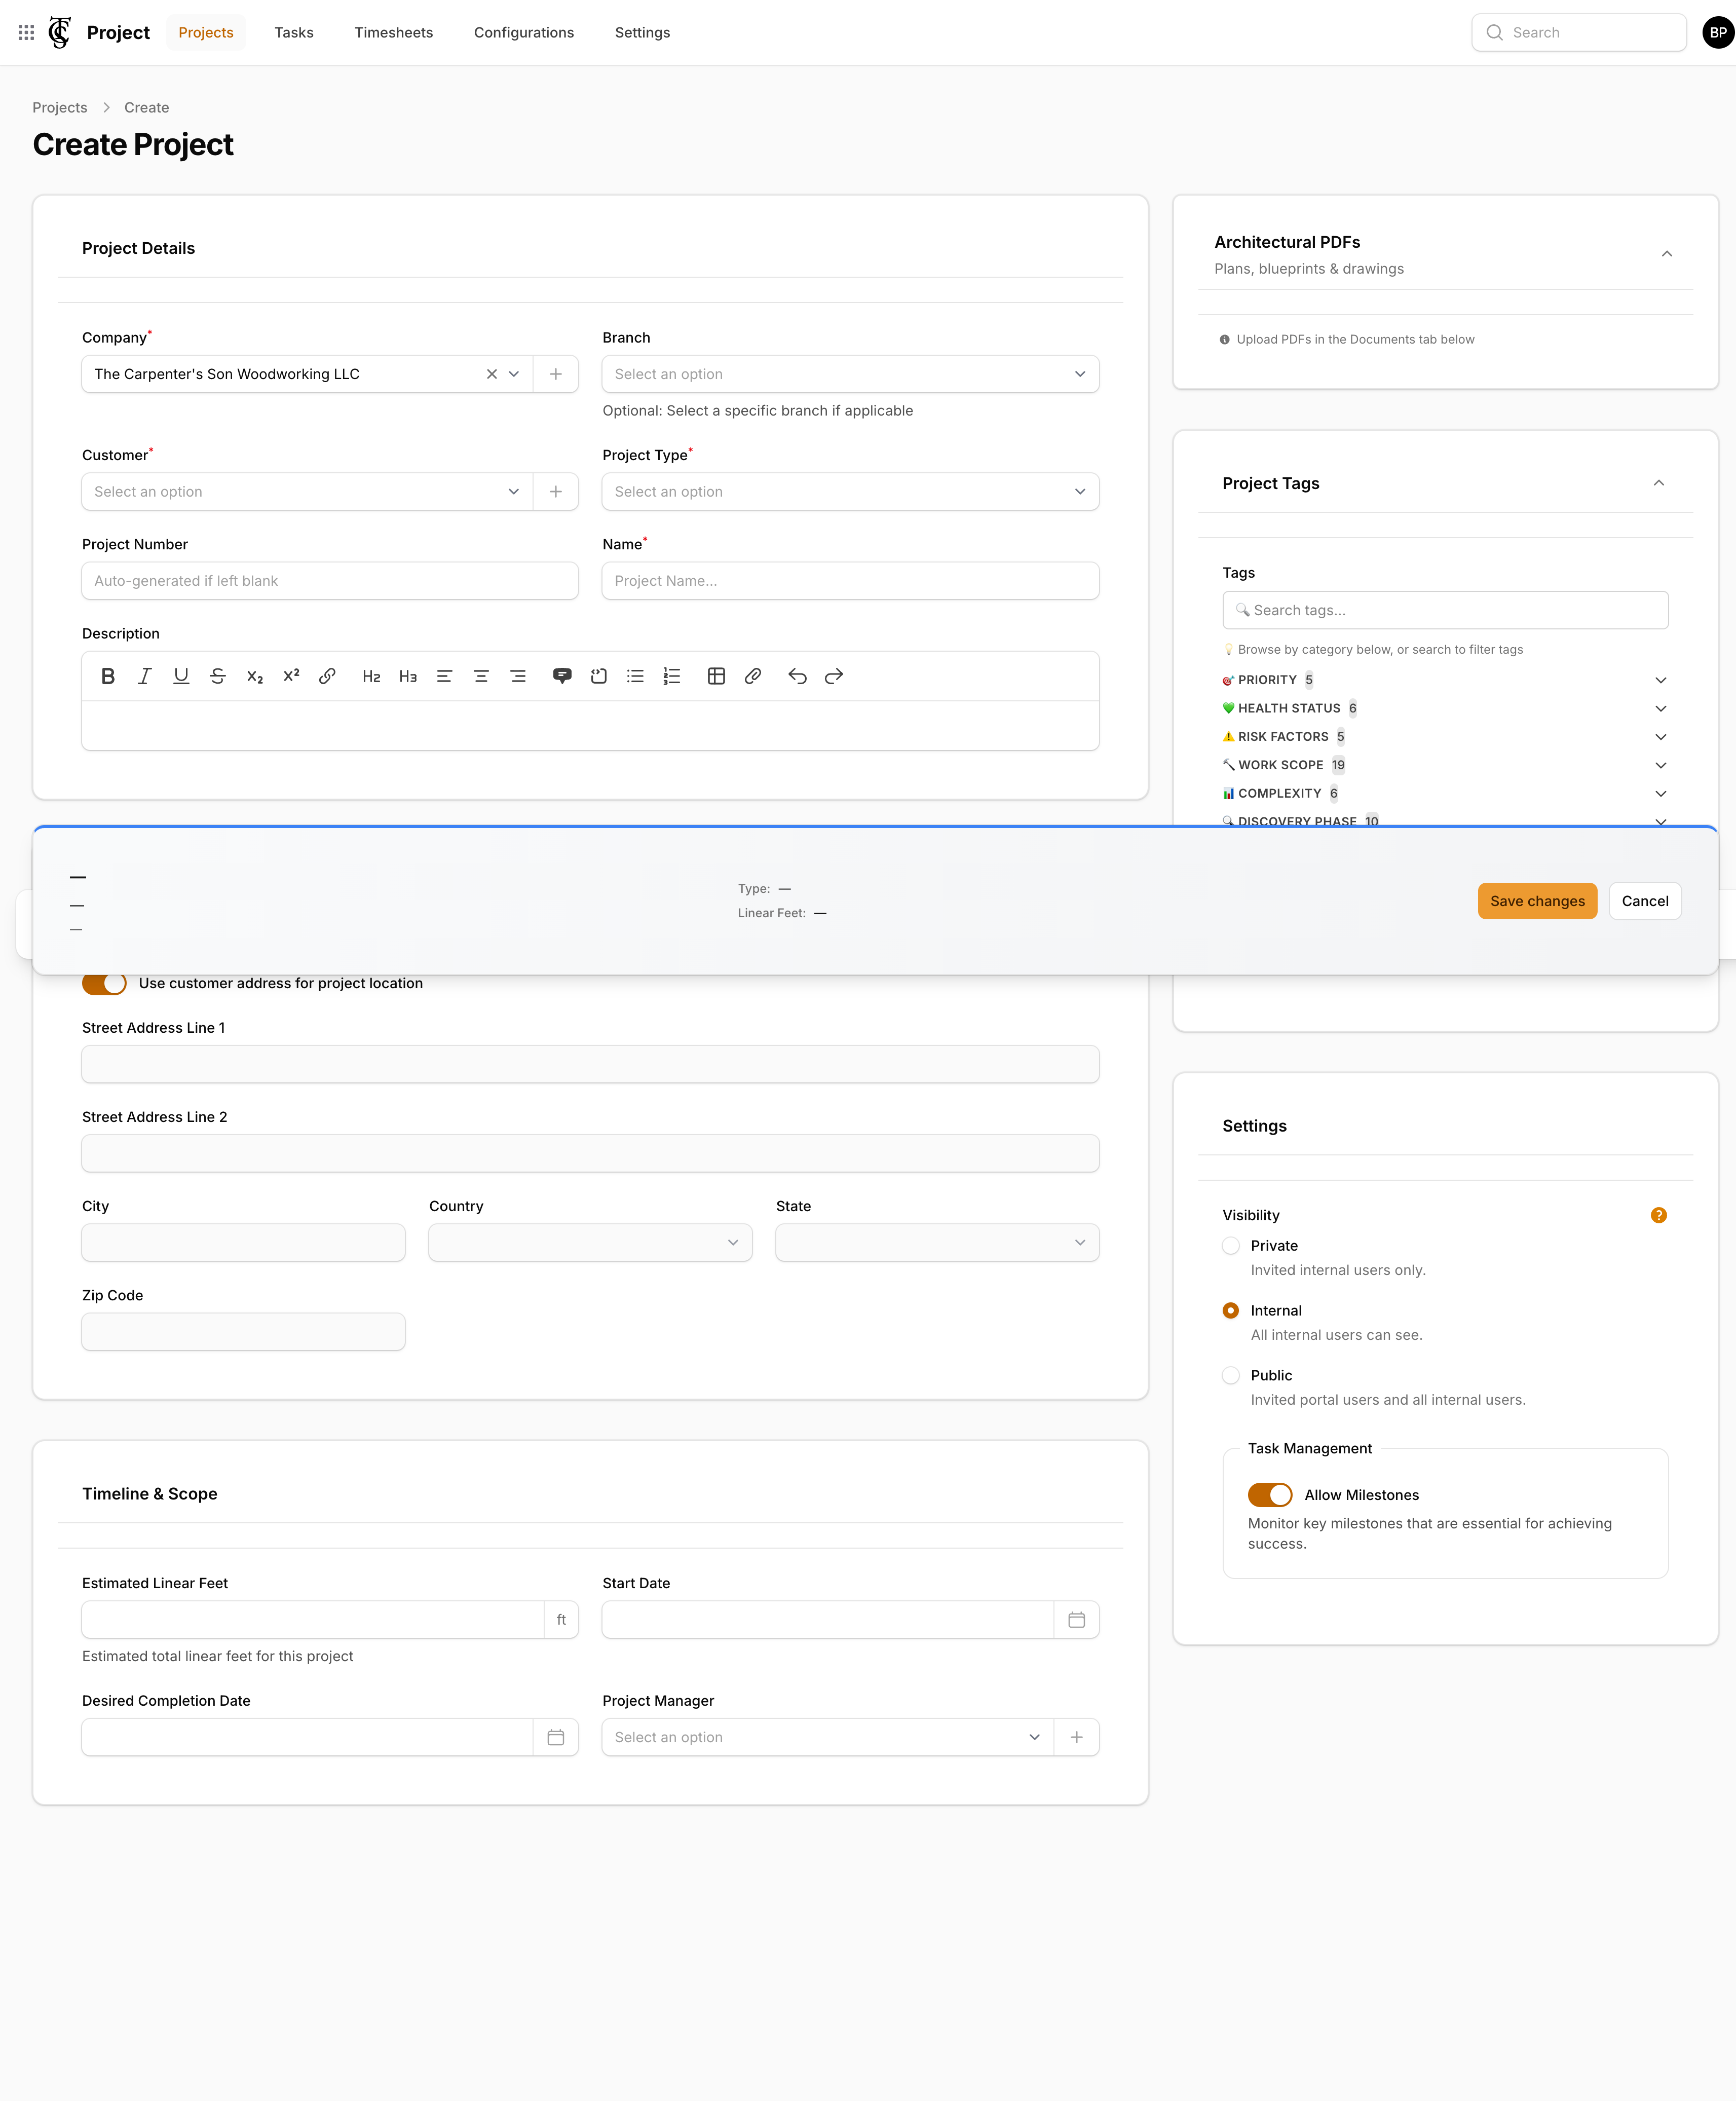 Project
Projects
Tasks
Timesheets
Configurations
Settings
Search
BP
Projects
Create
Create Project
Project Details
Company*
Branch
The Carpenter's Son Woodworking LLC
Select an option
Optional: Select a specific branch if applicable
Customer*
Project Type*
Select an option
Select an option
Project Number
Name*
Auto-generated if left blank
Project Name...
Description
H2
H3
Architectural PDFs
Plans, blueprints & drawings
Upload PDFs in the Documents tab below
Project Tags
Tags
🔍 Search tags...
💡 Browse by category below, or search to filter tags
🎯 PRIORITY 5
💚 HEALTH STATUS 6
⚠️ RISK FACTORS 5
🔨 WORK SCOPE 19
📊 COMPLEXITY 6
🔍 DISCOVERY PHASE 10
—
—
—
Type: —
Linear Feet: —
Save changes
Cancel
Use customer address for project location
Street Address Line 1
Street Address Line 2
City
Country
State
Zip Code
Settings
Visibility
?
Private
Invited internal users only.
Internal
All internal users can see.
Public
Invited portal users and all internal users.
Task Management
Allow Milestones
Monitor key milestones that are essential for achieving
success.
Timeline & Scope
Estimated Linear Feet
Start Date
ft
Estimated total linear feet for this project
Desired Completion Date
Project Manager
Select an option